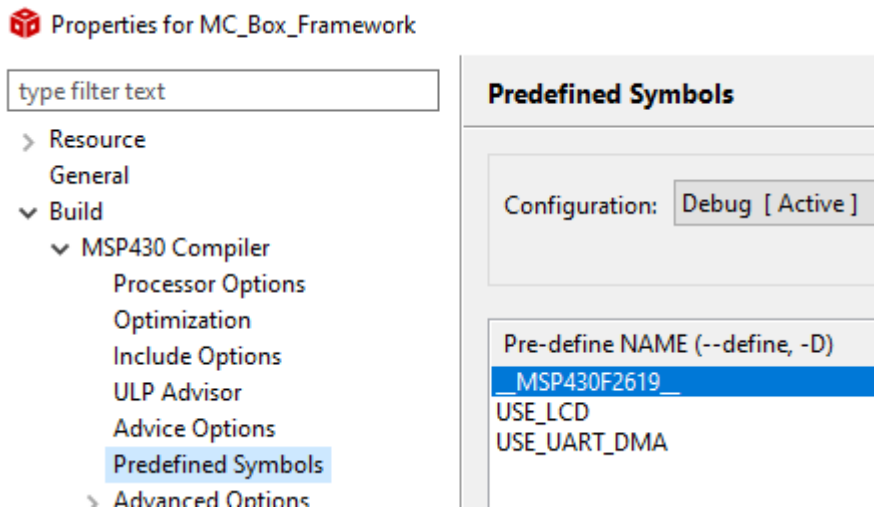 Properties for MC_Box_Framework
type filter text
Resource
General
Build
MSP430 Compiler
Processor Options
Optimization
Include Options
ULP Advisor
Advice Options
Predefined Symbols
Advanced Options
Predefined Symbols
Configuration: Debug [ Active ]
Pre-define NAME (--define, -D)
__MSP430F2619__
USE_LCD
USE_UART_DMA